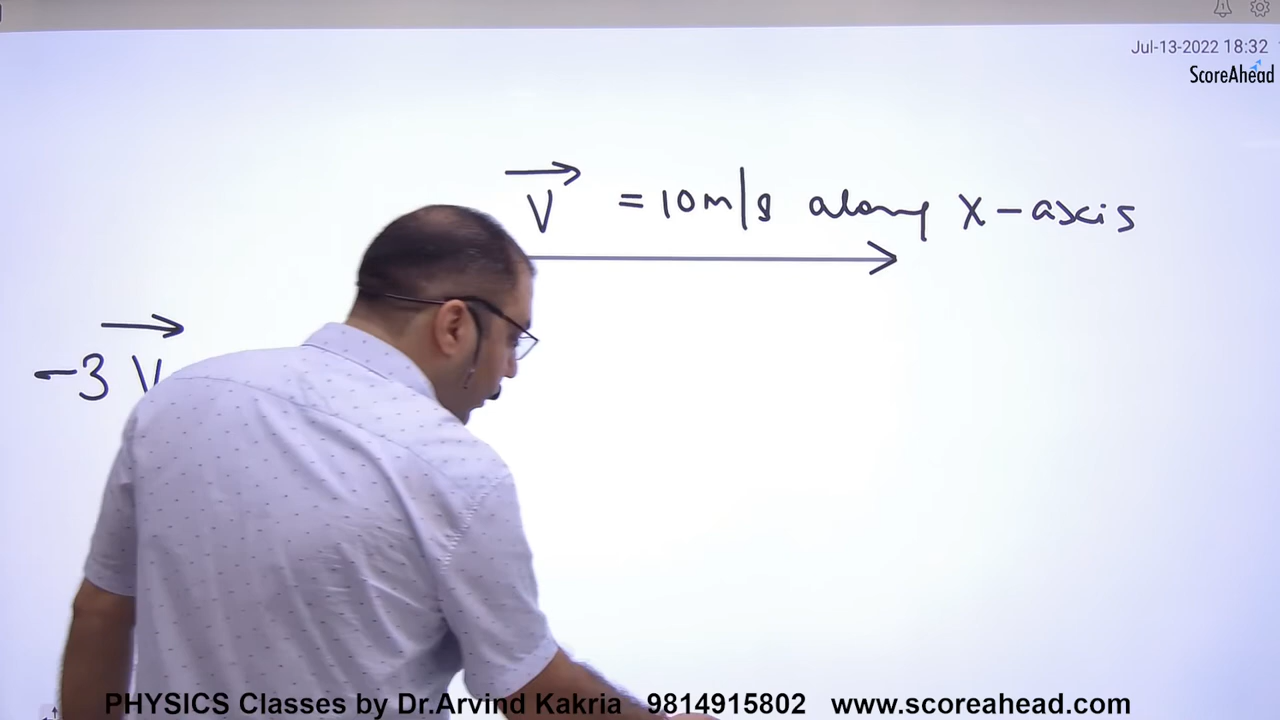 Jul-13-2022 18:32
ScoreAhead
V = 10m/s along X-axis
-3 V
PHYSICS Classes by Dr.Arvind Kakria 9814915802 www.scoreahead.com